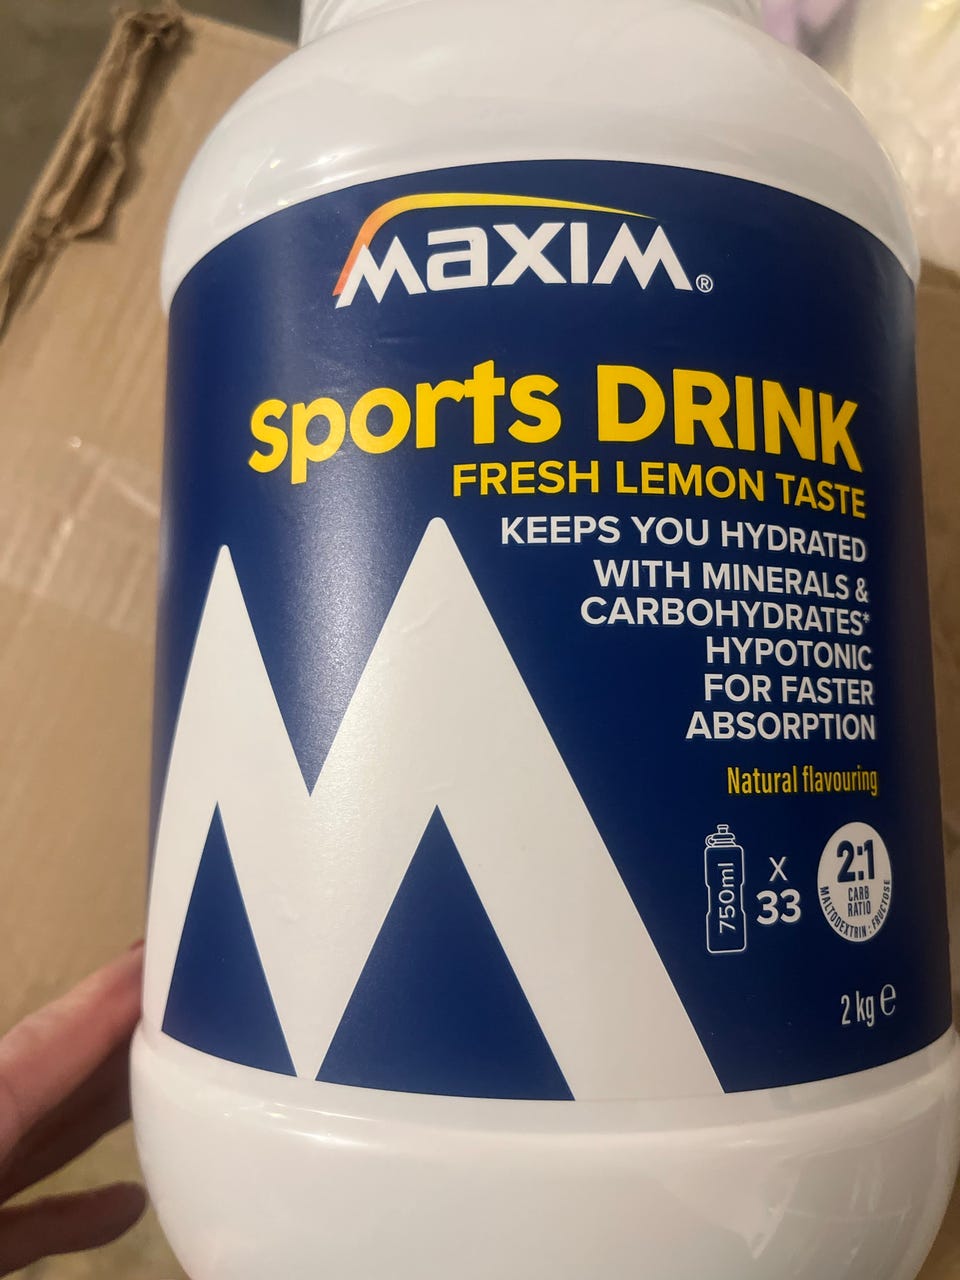 MAXIM®
sports DRINK
FRESH LEMON TASTE
KEEPS YOU HYDRATED
WITH MINERALS &
CARBOHYDRATES*
HYPOTONIC
FOR FASTER
ABSORPTION
Natural flavouring
750ml
X
33
2:1
CARB
RATIO
MALTODEXTRIN : FRUCTOSE
2 kg ℮